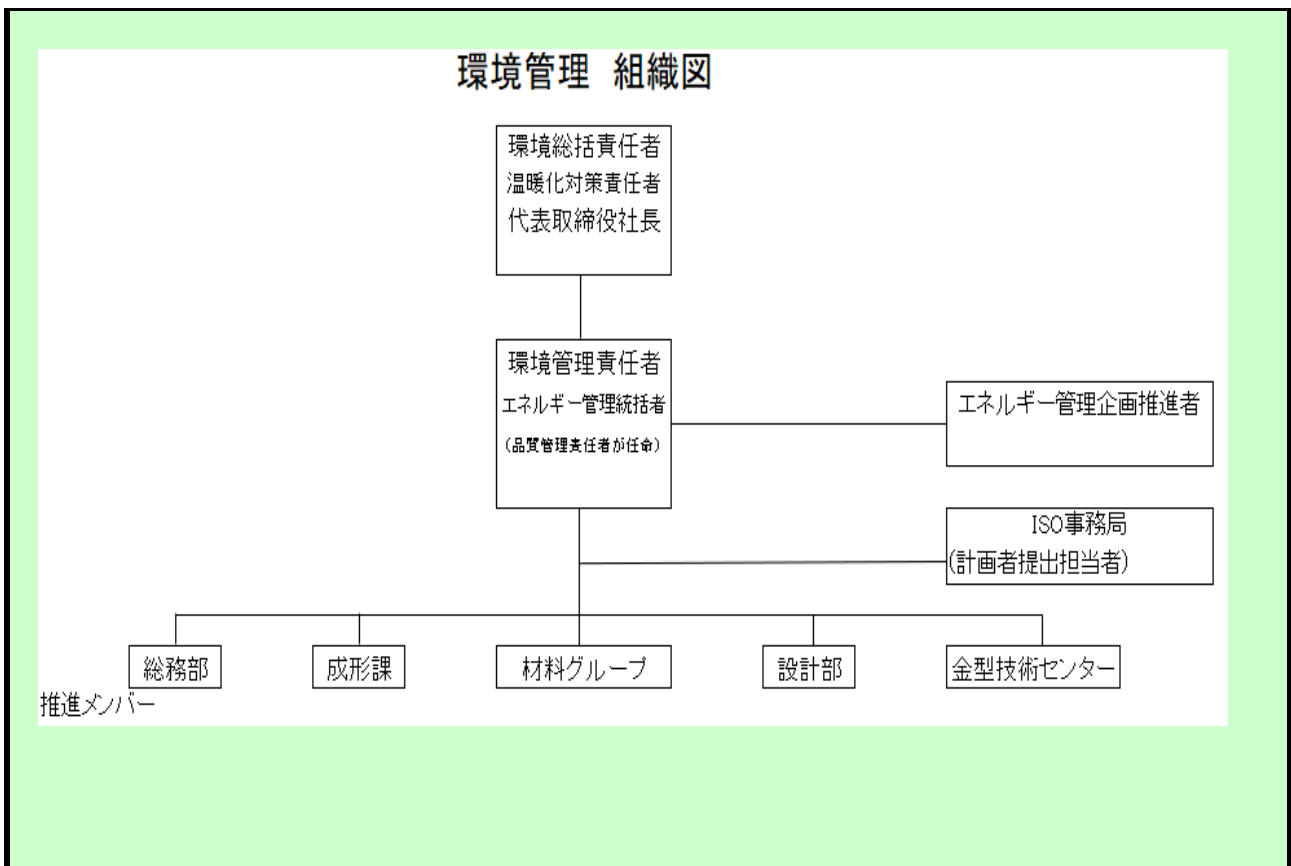 環境管理　組織図
環境総括責任者
温暖化対策責任者
代表取締役社長
環境管理責任者
エネルギー管理統括者
(品質管理責任者が任命)
エネルギー管理企画推進者
ISO事務局
(計画者提出担当者)
総務部
成形課
材料グループ
設計部
金型技術センター
推進メンバー